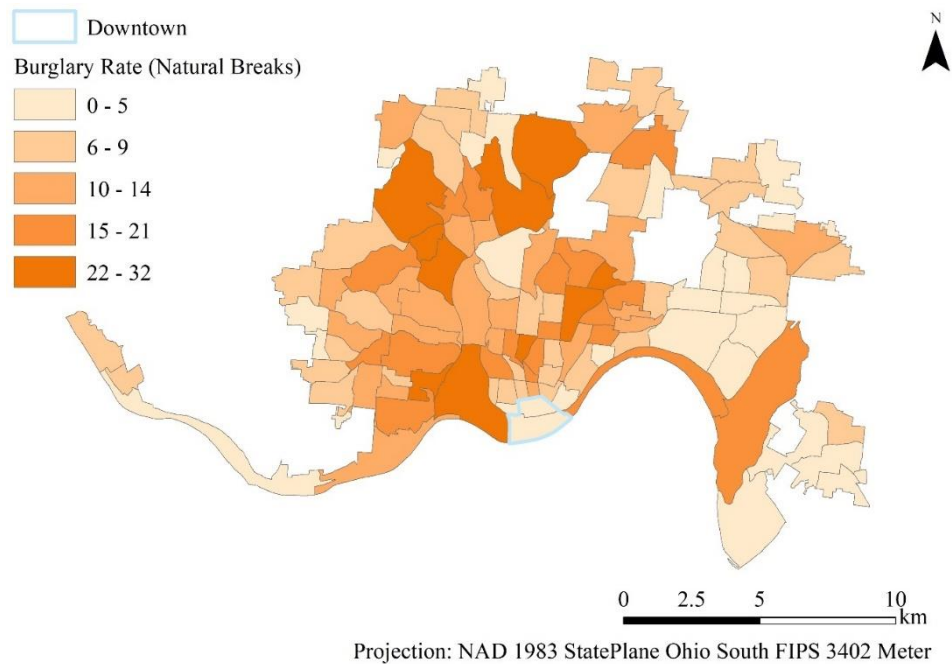 Downtown
Burglary Rate (Natural Breaks)
0 - 5
6 - 9
10 - 14
15 - 21
22 - 32
N
0 2.5 5 10
km
Projection: NAD 1983 StatePlane Ohio South FIPS 3402 Meter